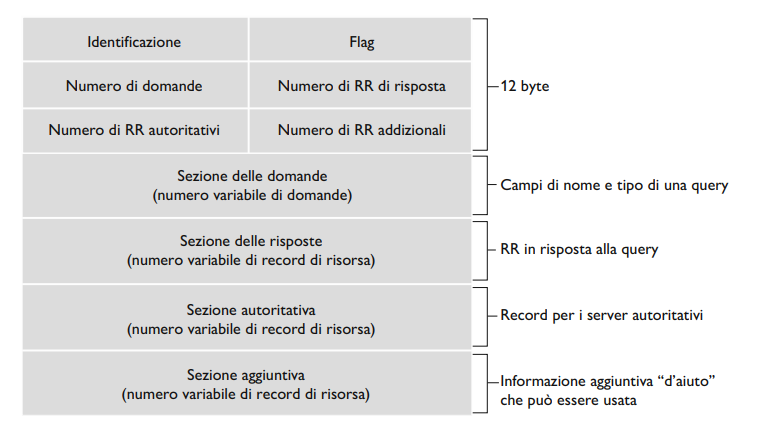 Identificazione
Flag
Numero di domande
Numero di RR di risposta
12 byte
Numero di RR autoritativi
Numero di RR addizionali
Sezione delle domande
(numero variabile di domande)
Campi di nome e tipo di una query
Sezione delle risposte
(numero variabile di record di risorsa)
RR in risposta alla query
Sezione autoritativa
(numero variabile di record di risorsa)
Record per i server autoritativi
Sezione aggiuntiva
(numero variabile di record di risorsa)
Informazione aggiuntiva “d’aiuto”
che può essere usata